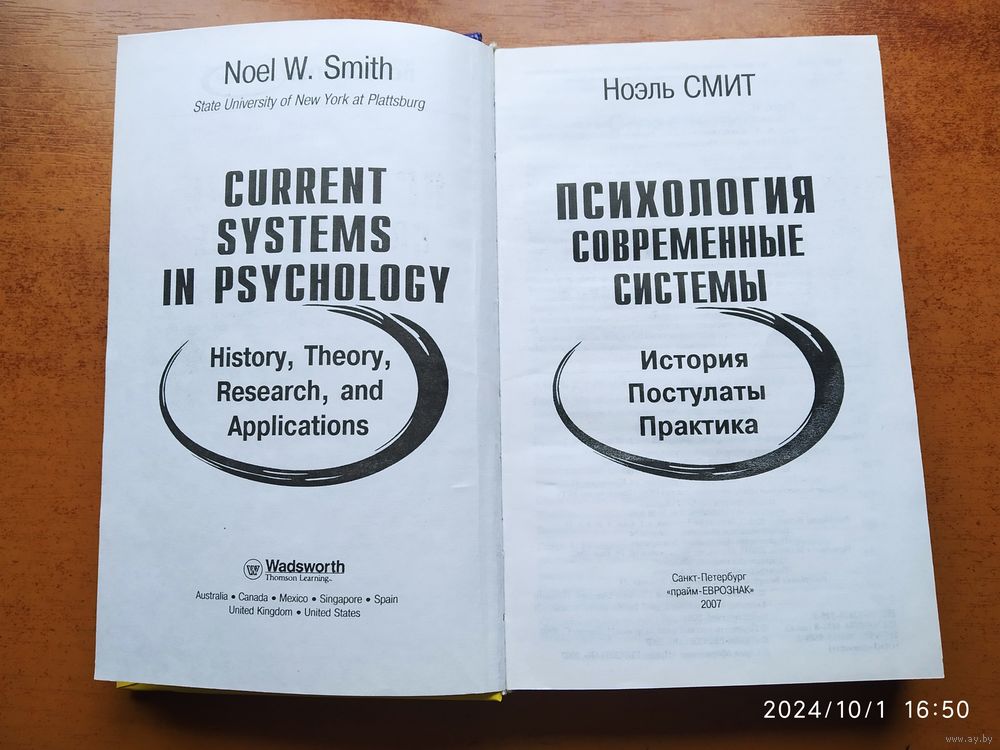 Noel W. Smith
State University of New York at Plattsburg
CURRENT
SYSTEMS
IN PSYCHOLOGY
History, Theory,
Research, and
Applications
W Wadsworth
Thomson Learning™
Australia • Canada • Mexico • Singapore • Spain
United Kingdom • United States
Ноэль СМИТ
ПСИХОЛОГИЯ
СОВРЕМЕННЫЕ
СИСТЕМЫ
История
Постулаты
Практика
Санкт-Петербург
«прайм-ЕВРОЗНАК»
2007
2024/10/1 16:50
www.ay.by